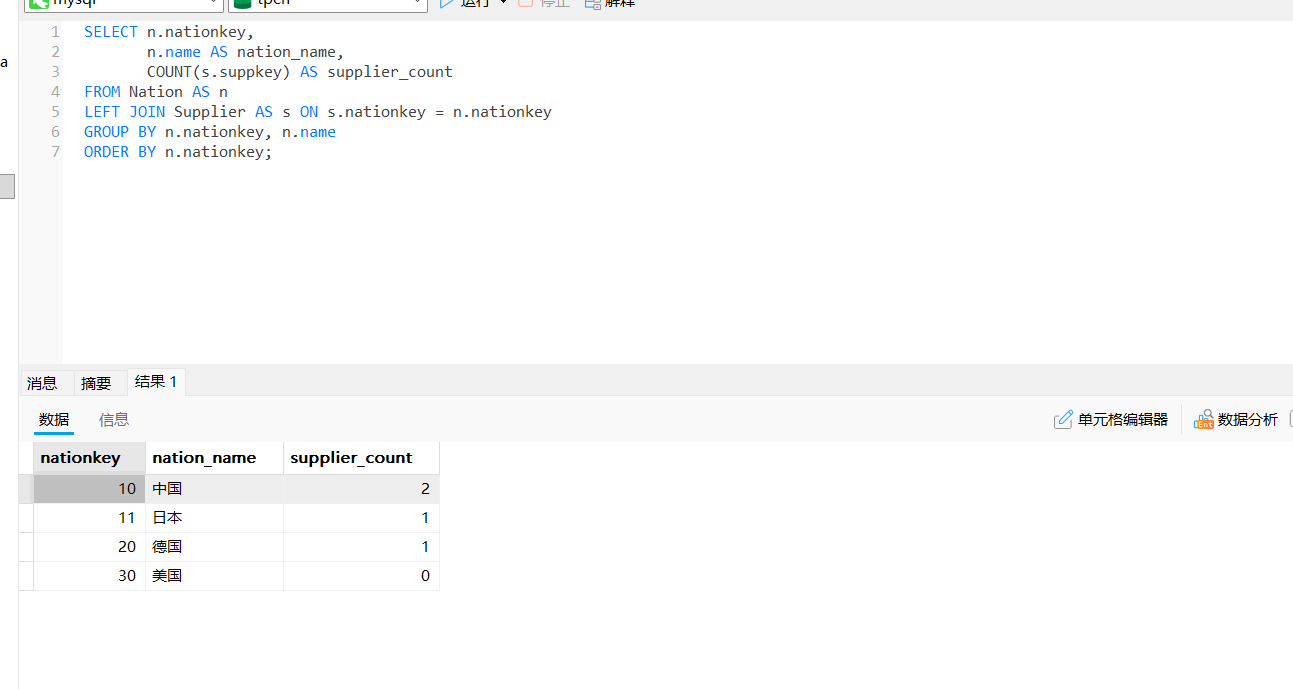 mysql tpch 运行 停止 解释
a
1 SELECT n.nationkey,
2 n.name AS nation_name,
3 COUNT(s.suppkey) AS supplier_count
4 FROM Nation AS n
5 LEFT JOIN Supplier AS s ON s.nationkey = n.nationkey
6 GROUP BY n.nationkey, n.name
7 ORDER BY n.nationkey;
消息 摘要 结果 1
数据 信息 单元格编辑器 Ent 数据分析
nationkey nation_name supplier_count
10 中国 2
11 日本 1
20 德国 1
30 美国 0